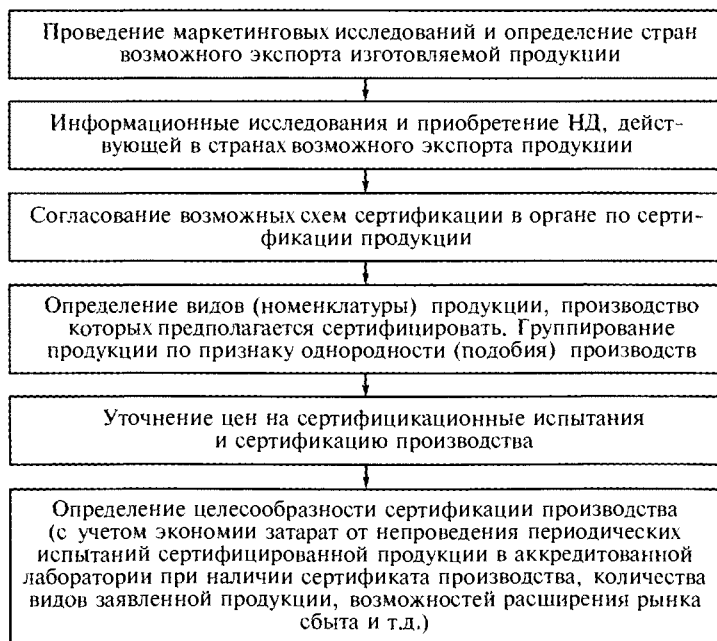 Проведение маркетинговых исследований и определение стран
возможного экспорта изготовляемой продукции
Информационные исследования и приобретение НД, дейст-
вующей в странах возможного экспорта продукции
Согласование возможных схем сертификации в органе по серти-
фикации продукции
Определение видов (номенклатуры) продукции, производство
которых предполагается сертифицировать. Группирование
продукции по признаку однородности (подобия) производств
Уточнение цен на сертифицикационные испытания
и сертификацию производства
Определение целесообразности сертификации производства
(с учетом экономии затарат от непроведения периодических
испытаний сертифицированной продукции в аккредитованной
лаборатории при наличии сертификата производства, количества
видов заявленной продукции, возможностей расширения рынка
сбыта и т.д.)